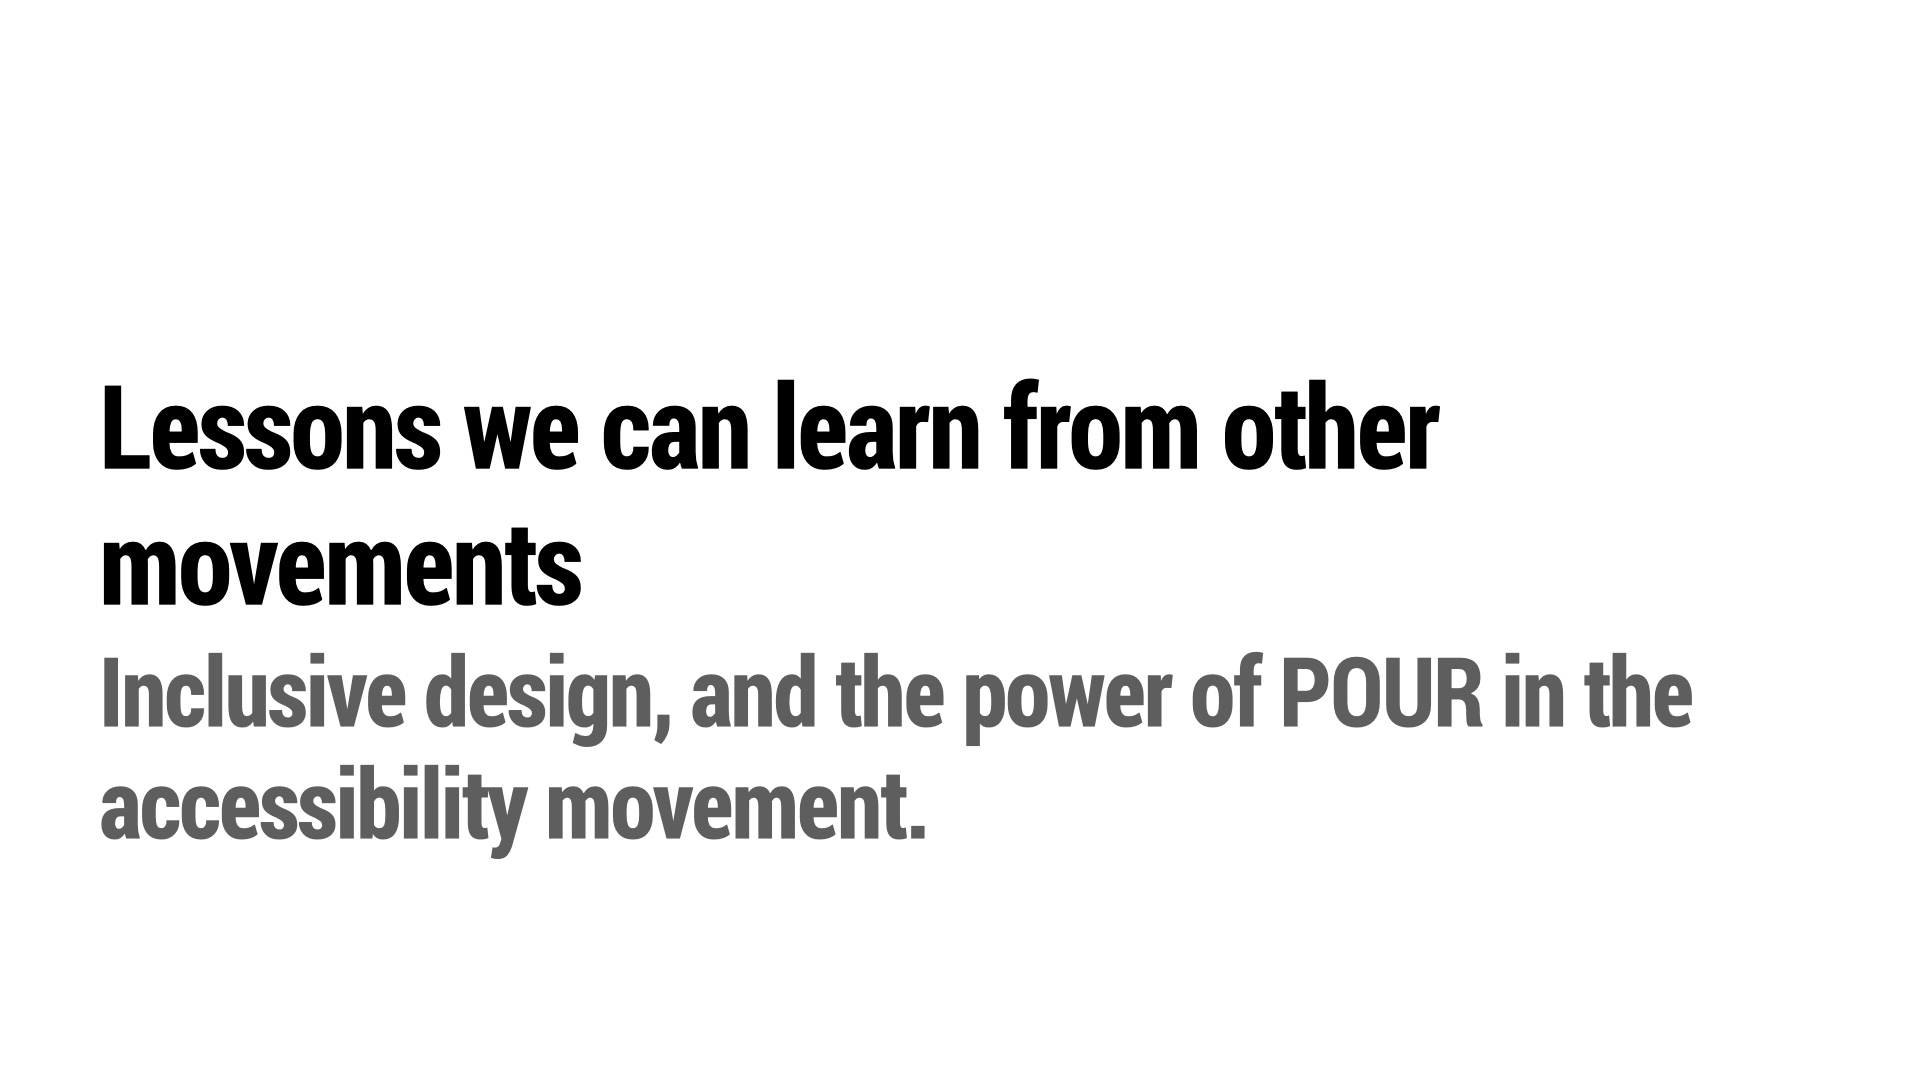 Lessons we can learn from other
movements
Inclusive design, and the power of POUR in the
accessibility movement.